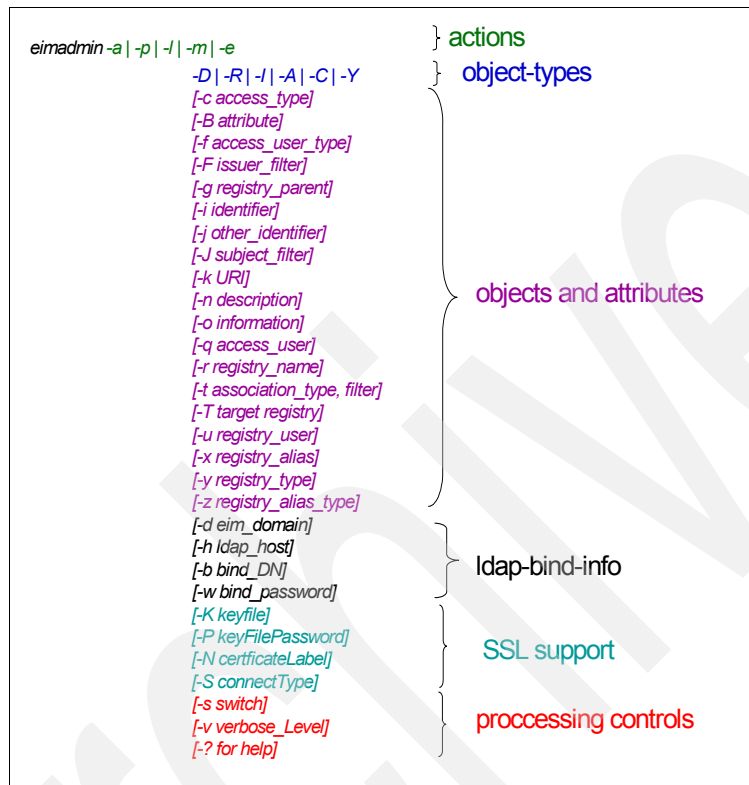 actions
eimadmin -a | -p | -l | -m | -e
-D | -R | -I | -A | -C | -Y
object-types
[-c access_type]
[-B attribute]
[-f access_user_type]
[-F issuer_filter]
[-g registry_parent]
[-i identifier]
[-j other_identifier]
[-J subject_filter]
[-k URI]
[-n description]
objects and attributes
[-o information]
[-q access_user]
[-r registry_name]
[-t association_type, filter]
[-T target registry]
[-u registry_user]
[-x registry_alias]
[-y registry_type]
[-z registry_alias_type]
[-d eim_domain]
[-h ldap_host]
ldap-bind-info
[-b bind_DN]
[-w bind_password]
[-K keyfile]
[-P keyFilePassword]
SSL support
[-N certficateLabel]
[-S connectType]
[-s switch]
proccessing controls
[-v verbose_Level]
[-? for help]